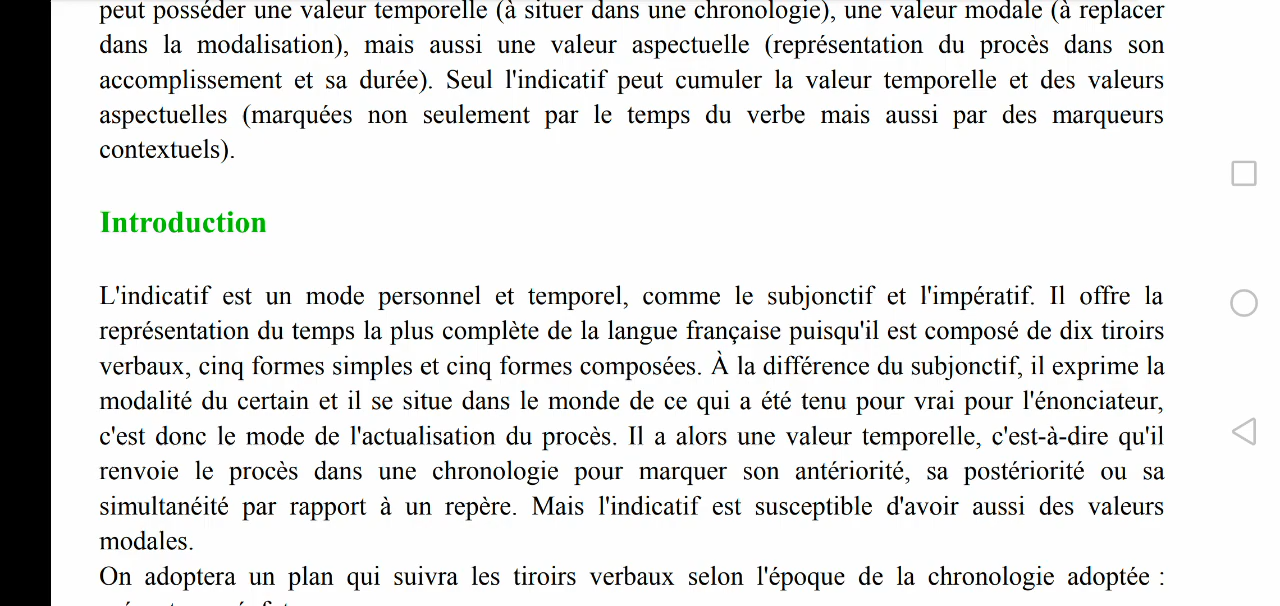 peut posséder une valeur temporelle (à situer dans une chronologie), une valeur modale (à replacer
dans la modalisation), mais aussi une valeur aspectuelle (représentation du procès dans son
accomplissement et sa durée). Seul l'indicatif peut cumuler la valeur temporelle et des valeurs
aspectuelles (marquées non seulement par le temps du verbe mais aussi par des marqueurs
contextuels).
Introduction
L'indicatif est un mode personnel et temporel, comme le subjonctif et l'impératif. Il offre la
représentation du temps la plus complète de la langue française puisqu'il est composé de dix tiroirs
verbaux, cinq formes simples et cinq formes composées. À la différence du subjonctif, il exprime la
modalité du certain et il se situe dans le monde de ce qui a été tenu pour vrai pour l'énonciateur,
c'est donc le mode de l'actualisation du procès. Il a alors une valeur temporelle, c'est-à-dire qu'il
renvoie le procès dans une chronologie pour marquer son antériorité, sa postériorité ou sa
simultanéité par rapport à un repère. Mais l'indicatif est susceptible d'avoir aussi des valeurs
modales.
On adoptera un plan qui suivra les tiroirs verbaux selon l'époque de la chronologie adoptée :